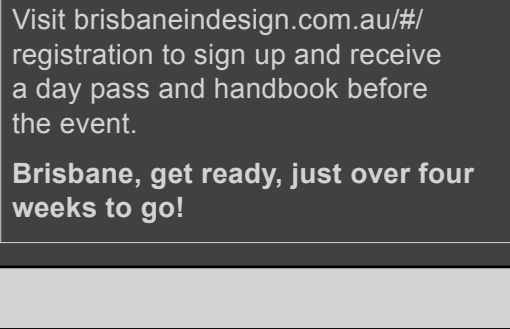 Visit brisbaneindesign.com.au/#/
registration to sign up and receive
a day pass and handbook before
the event.
Brisbane, get ready, just over four
weeks to go!